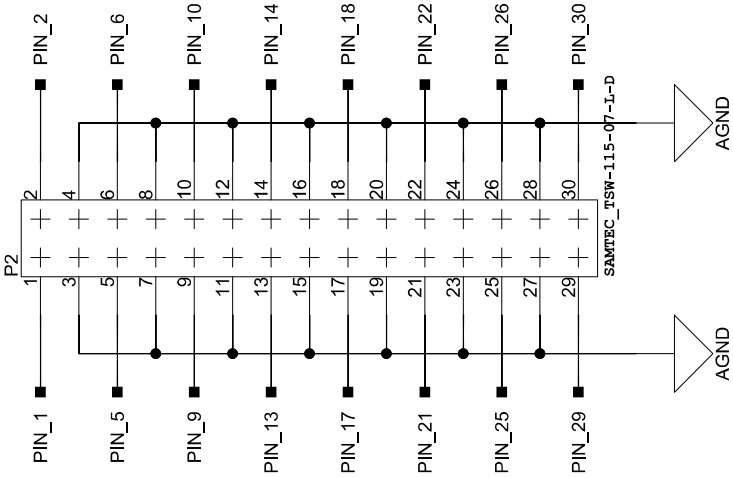 PIN_2
PIN_6
PIN_10
PIN_14
PIN_18
PIN_22
PIN_26
PIN_30
AGND
SAMTEC_TSW-115-07-L-D
2
4
6
8
10
12
14
16
18
20
22
24
26
28
30
P2
1
3
5
7
9
11
13
15
17
19
21
23
25
27
29
AGND
PIN_1
PIN_5
PIN_9
PIN_13
PIN_17
PIN_21
PIN_25
PIN_29